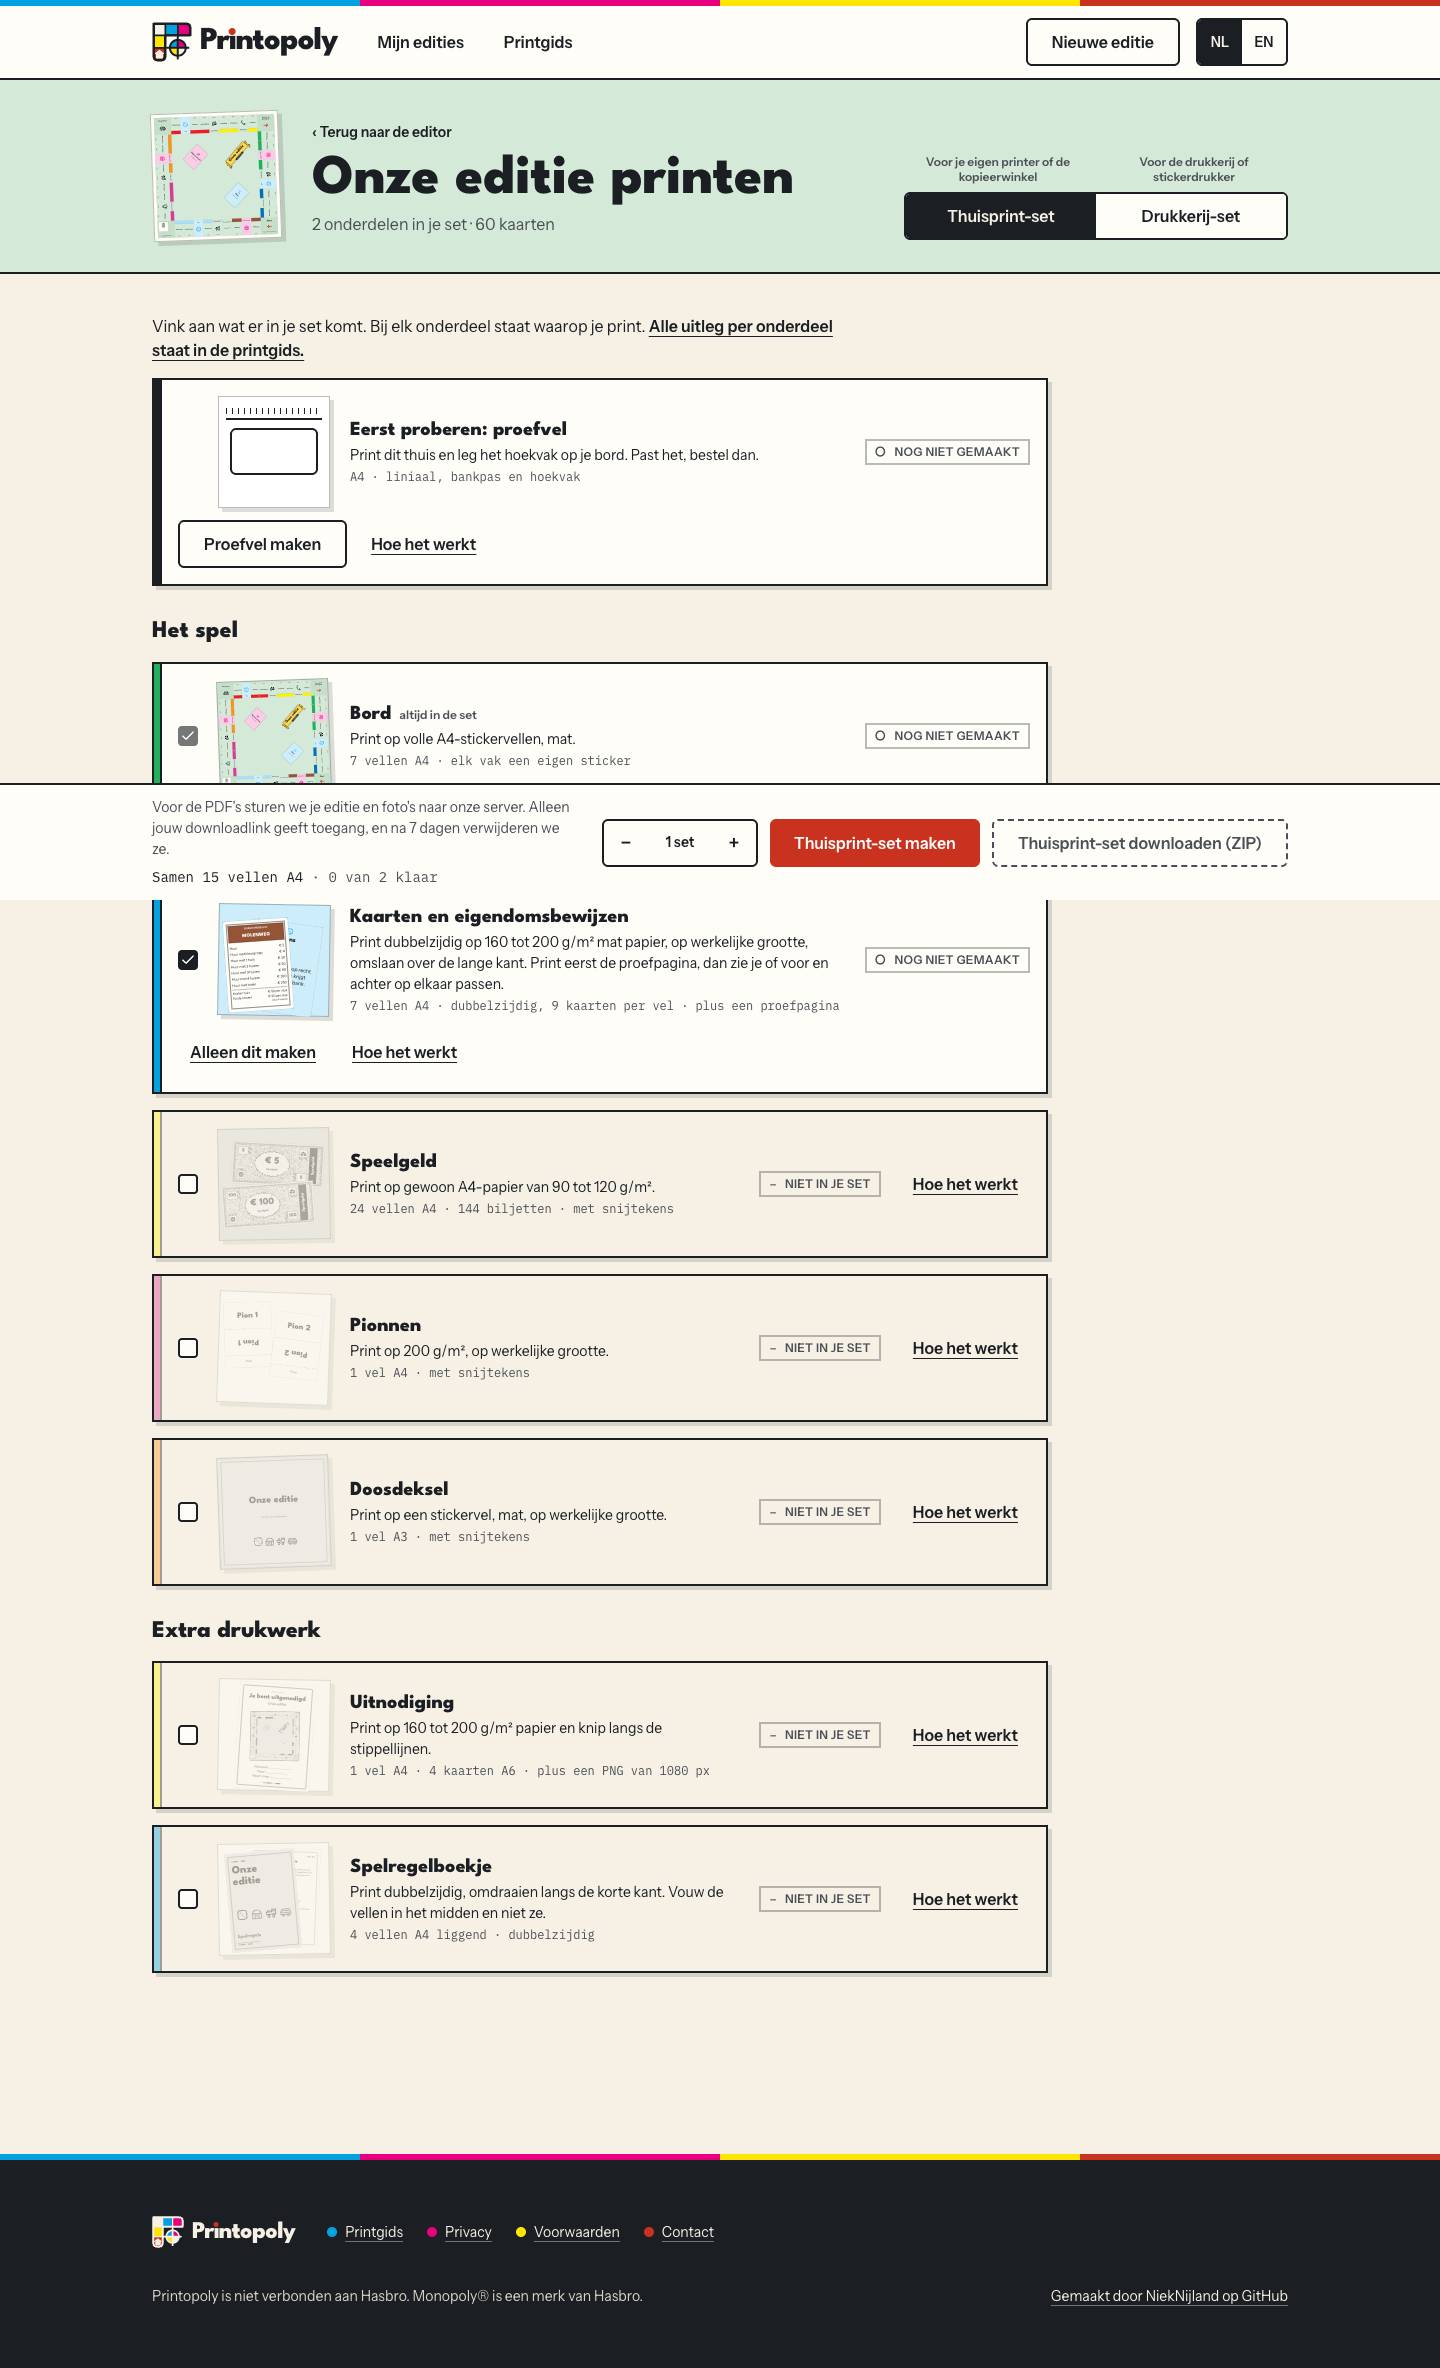 Printopoly
Mijn edities
Printgids
Nieuwe editie
NL
EN
‹ Terug naar de editor
Onze editie printen
2 onderdelen in je set · 60 kaarten
Voor je eigen printer of de
kopieerwinkel
Voor de drukkerij of
stickerdrukker
Thuisprint-set
Drukkerij-set
Vink aan wat er in je set komt. Bij elk onderdeel staat waarop je print. Alle uitleg per onderdeel
staat in de printgids.
Eerst proberen: proefvel
Print dit thuis en leg het hoekvak op je bord. Past het, bestel dan.
A4 · liniaal, bankpas en hoekvak
NOG NIET GEMAAKT
Proefvel maken
Hoe het werkt
Het spel
Bord altijd in de set
Print op volle A4-stickervellen, mat.
7 vellen A4 · elk vak een eigen sticker
NOG NIET GEMAAKT
Voor de PDF's sturen we je editie en foto's naar onze server. Alleen
jouw downloadlink geeft toegang, en na 7 dagen verwijderen we
ze.
Samen 15 vellen A4 · 0 van 2 klaar
− 1 set +
Thuisprint-set maken
Thuisprint-set downloaden (ZIP)
MOLENWEG
Kaarten en eigendomsbewijzen
Print dubbelzijdig op 160 tot 200 g/m² mat papier, op werkelijke grootte,
omslaan over de lange kant. Print eerst de proefpagina, dan zie je of voor en
achter op elkaar passen.
7 vellen A4 · dubbelzijdig, 9 kaarten per vel · plus een proefpagina
NOG NIET GEMAAKT
Alleen dit maken
Hoe het werkt
€ 5
€ 100
Speelgeld
Print op gewoon A4-papier van 90 tot 120 g/m².
24 vellen A4 · 144 biljetten · met snijtekens
– NIET IN JE SET
Hoe het werkt
Pion 1
Pion 2
Pion 1
Pion 2
Pionnen
Print op 200 g/m², op werkelijke grootte.
1 vel A4 · met snijtekens
– NIET IN JE SET
Hoe het werkt
Onze editie
Doosdeksel
Print op een stickervel, mat, op werkelijke grootte.
1 vel A3 · met snijtekens
– NIET IN JE SET
Hoe het werkt
Extra drukwerk
Je bent uitgenodigd
Uitnodiging
Print op 160 tot 200 g/m² papier en knip langs de
stippellijnen.
1 vel A4 · 4 kaarten A6 · plus een PNG van 1080 px
– NIET IN JE SET
Hoe het werkt
Onze
editie
Spelregels
Spelregelboekje
Print dubbelzijdig, omdraaien langs de korte kant. Vouw de
vellen in het midden en niet ze.
4 vellen A4 liggend · dubbelzijdig
– NIET IN JE SET
Hoe het werkt
Printopoly
Printgids
Privacy
Voorwaarden
Contact
Printopoly is niet verbonden aan Hasbro. Monopoly® is een merk van Hasbro.
Gemaakt door NiekNijland op GitHub